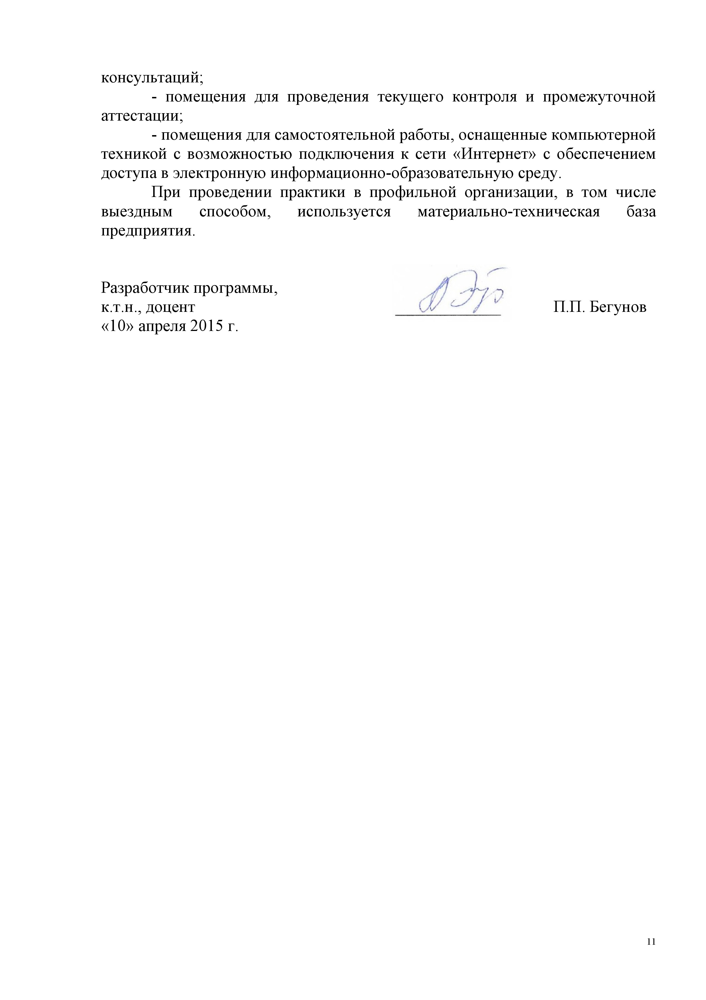 консультаций;
- помещения для проведения текущего контроля и промежуточной
аттестации;
- помещения для самостоятельной работы, оснащенные компьютерной
техникой с возможностью подключения к сети «Интернет» с обеспечением
доступа в электронную информационно-образовательную среду.
При проведении практики в профильной организации, в том числе
выездным способом, используется материально-техническая база
предприятия.
Разработчик программы,
к.т.н., доцент П.П. Бегунов
«10» апреля 2015 г.
11